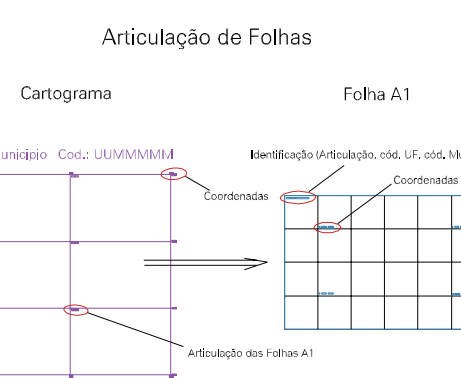 Articulação de Folhas
Cartograma
Folha A1
unicipio Cod.: UUMMMMM
Identificação (Articulação, cód. UF, cód. Mu
Coordenadas
Coordenadas
Articulação das Folhas A1